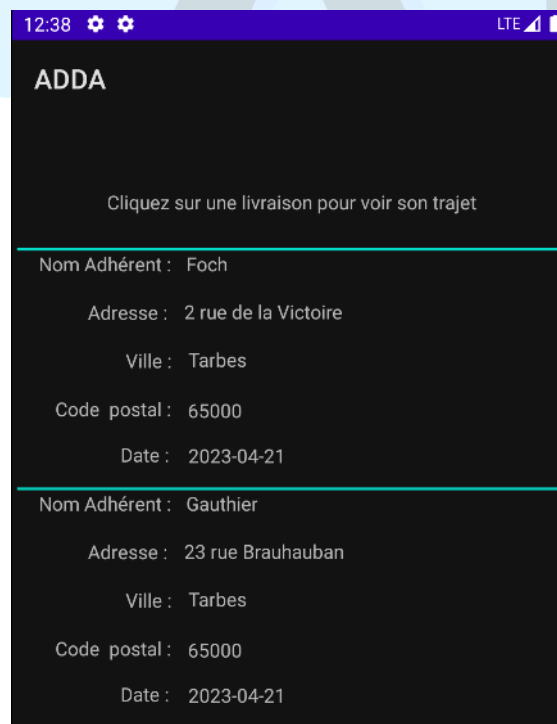 12:38 LTE
ADDA
Cliquez sur une livraison pour voir son trajet
Nom Adhérent : Foch
Adresse : 2 rue de la Victoire
Ville : Tarbes
Code postal : 65000
Date : 2023-04-21
Nom Adhérent : Gauthier
Adresse : 23 rue Brauhauban
Ville : Tarbes
Code postal : 65000
Date : 2023-04-21